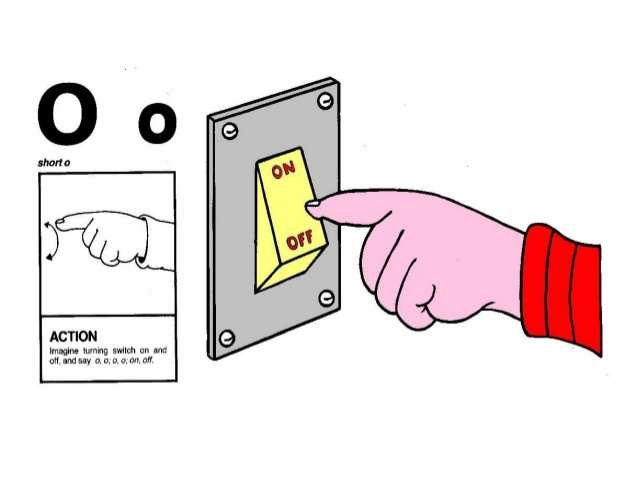 O o
short o
ACTION
Imagine turning switch on and
off, and say o, o; o, o; on, off.
ON
OFF